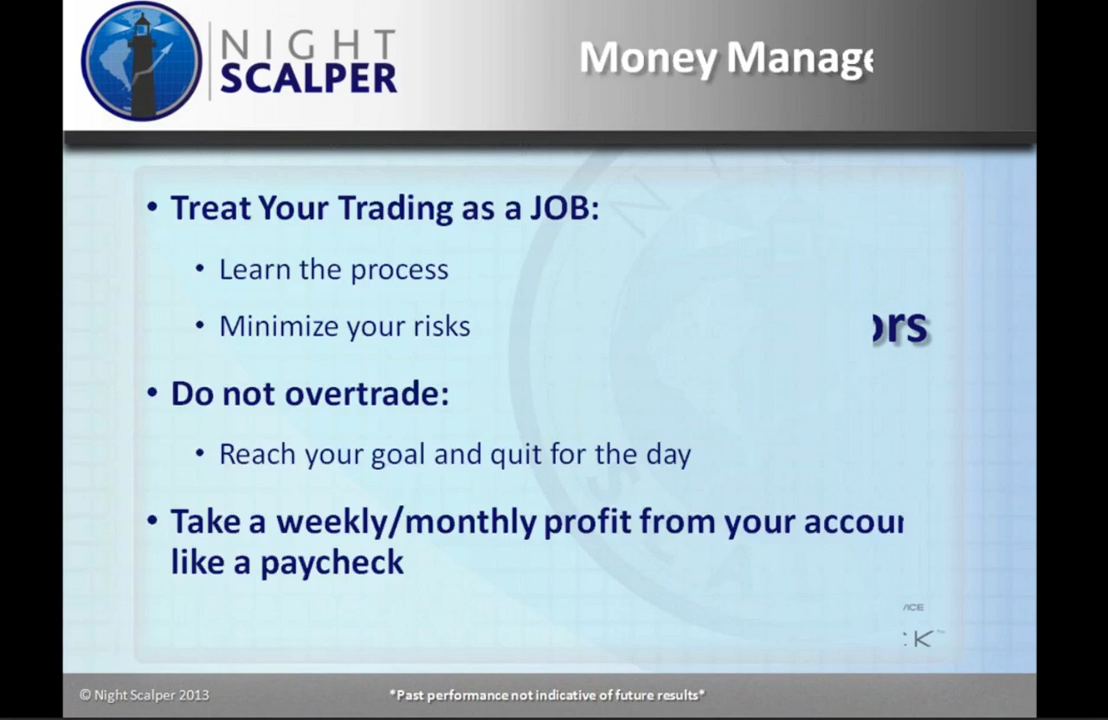 NIGHT
SCALPER
Money Manage
• Treat Your Trading as a JOB:
• Learn the process
• Minimize your risks
ors
• Do not overtrade:
• Reach your goal and quit for the day
• Take a weekly/monthly profit from your accou
like a paycheck
K
© Night Scalper 2013
*Past performance not indicative of future results*